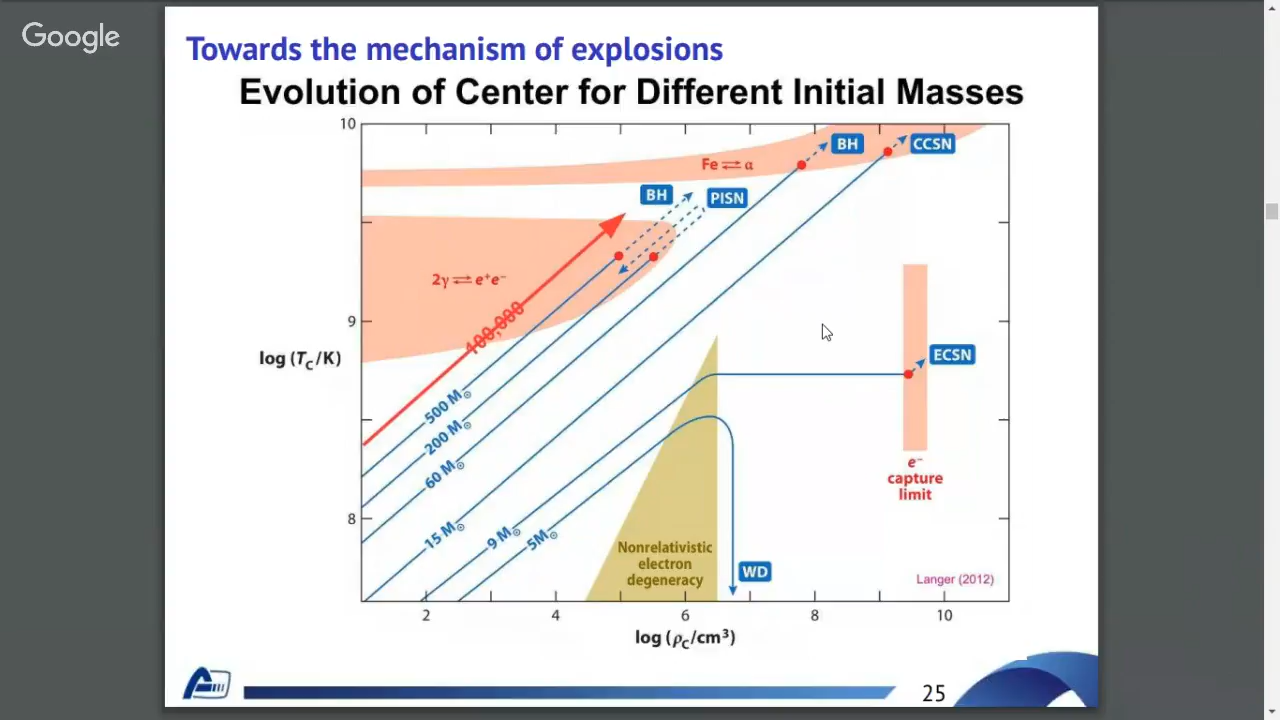 Google
Towards the mechanism of explosions
Evolution of Center for Different Initial Masses
10
9
8
log (T_C/K)
Fe ⇌ α
BH
CCSN
BH
PISN
2γ ⇌ e⁺e⁻
100,000
500 M⊙
200 M⊙
60 M⊙
15 M⊙
9 M⊙
5M⊙
ECSN
e⁻
capture
limit
Nonrelativistic
electron
degeneracy
WD
Langer (2012)
2
4
6
8
10
log (ρ_C/cm³)
25